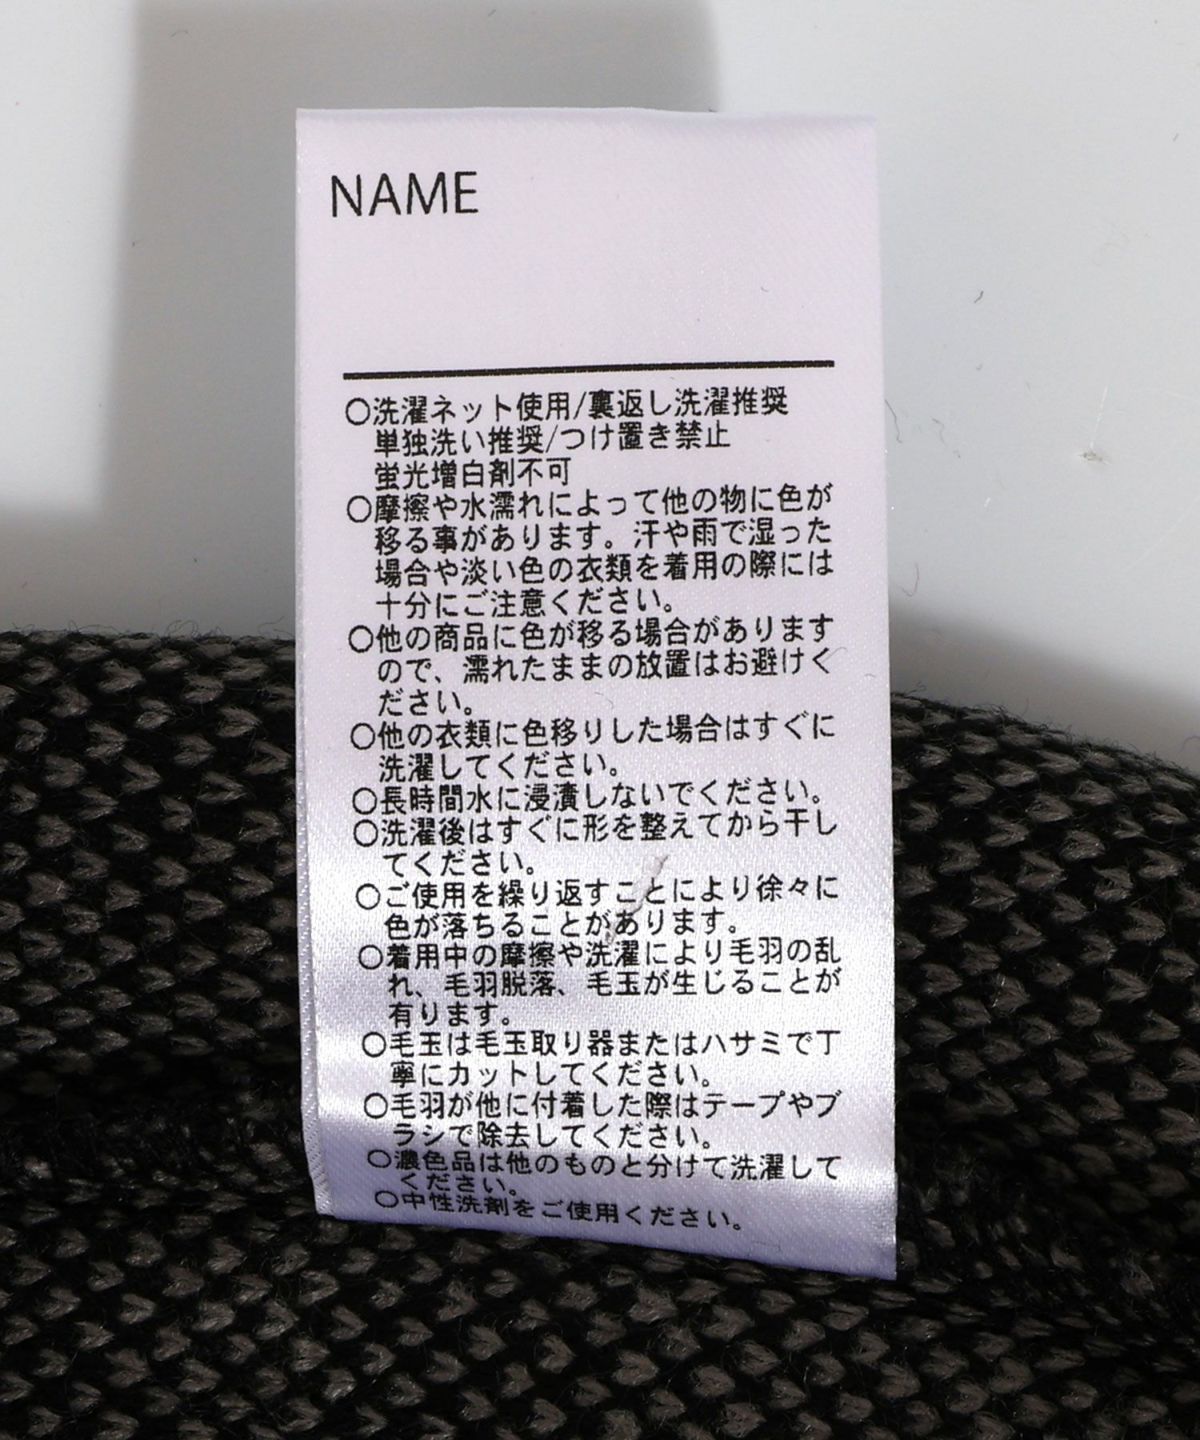 NAME
○洗濯ネット使用/裏返し洗濯推奨
単独洗い推奨/つけ置き禁止
蛍光増白剤不可
○摩擦や水濡れによって他の物に色が
移る事があります。汗や雨で湿った
場合や淡い色の衣類を着用の際には
十分にご注意ください。
○他の商品に色が移る場合があります
ので、濡れたままの放置はお避けく
ださい。
○他の衣類に色移りした場合はすぐに
洗濯してください。
○長時間水に浸漬しないでください。
○洗濯後はすぐに形を整えてから干し
てください。
○ご使用を繰り返すことにより徐々に
色が落ちることがあります。
○着用中の摩擦や洗濯により毛羽の乱
れ、毛羽脱落、毛玉が生じることが
有ります。
○毛玉は毛玉取り器またはハサミで丁
寧にカットしてください。
○毛羽が他に付着した際はテープやブ
ラシで除去してください。
○濃色品は他のものと分けて洗濯して
ください。
○中性洗剤をご使用ください。